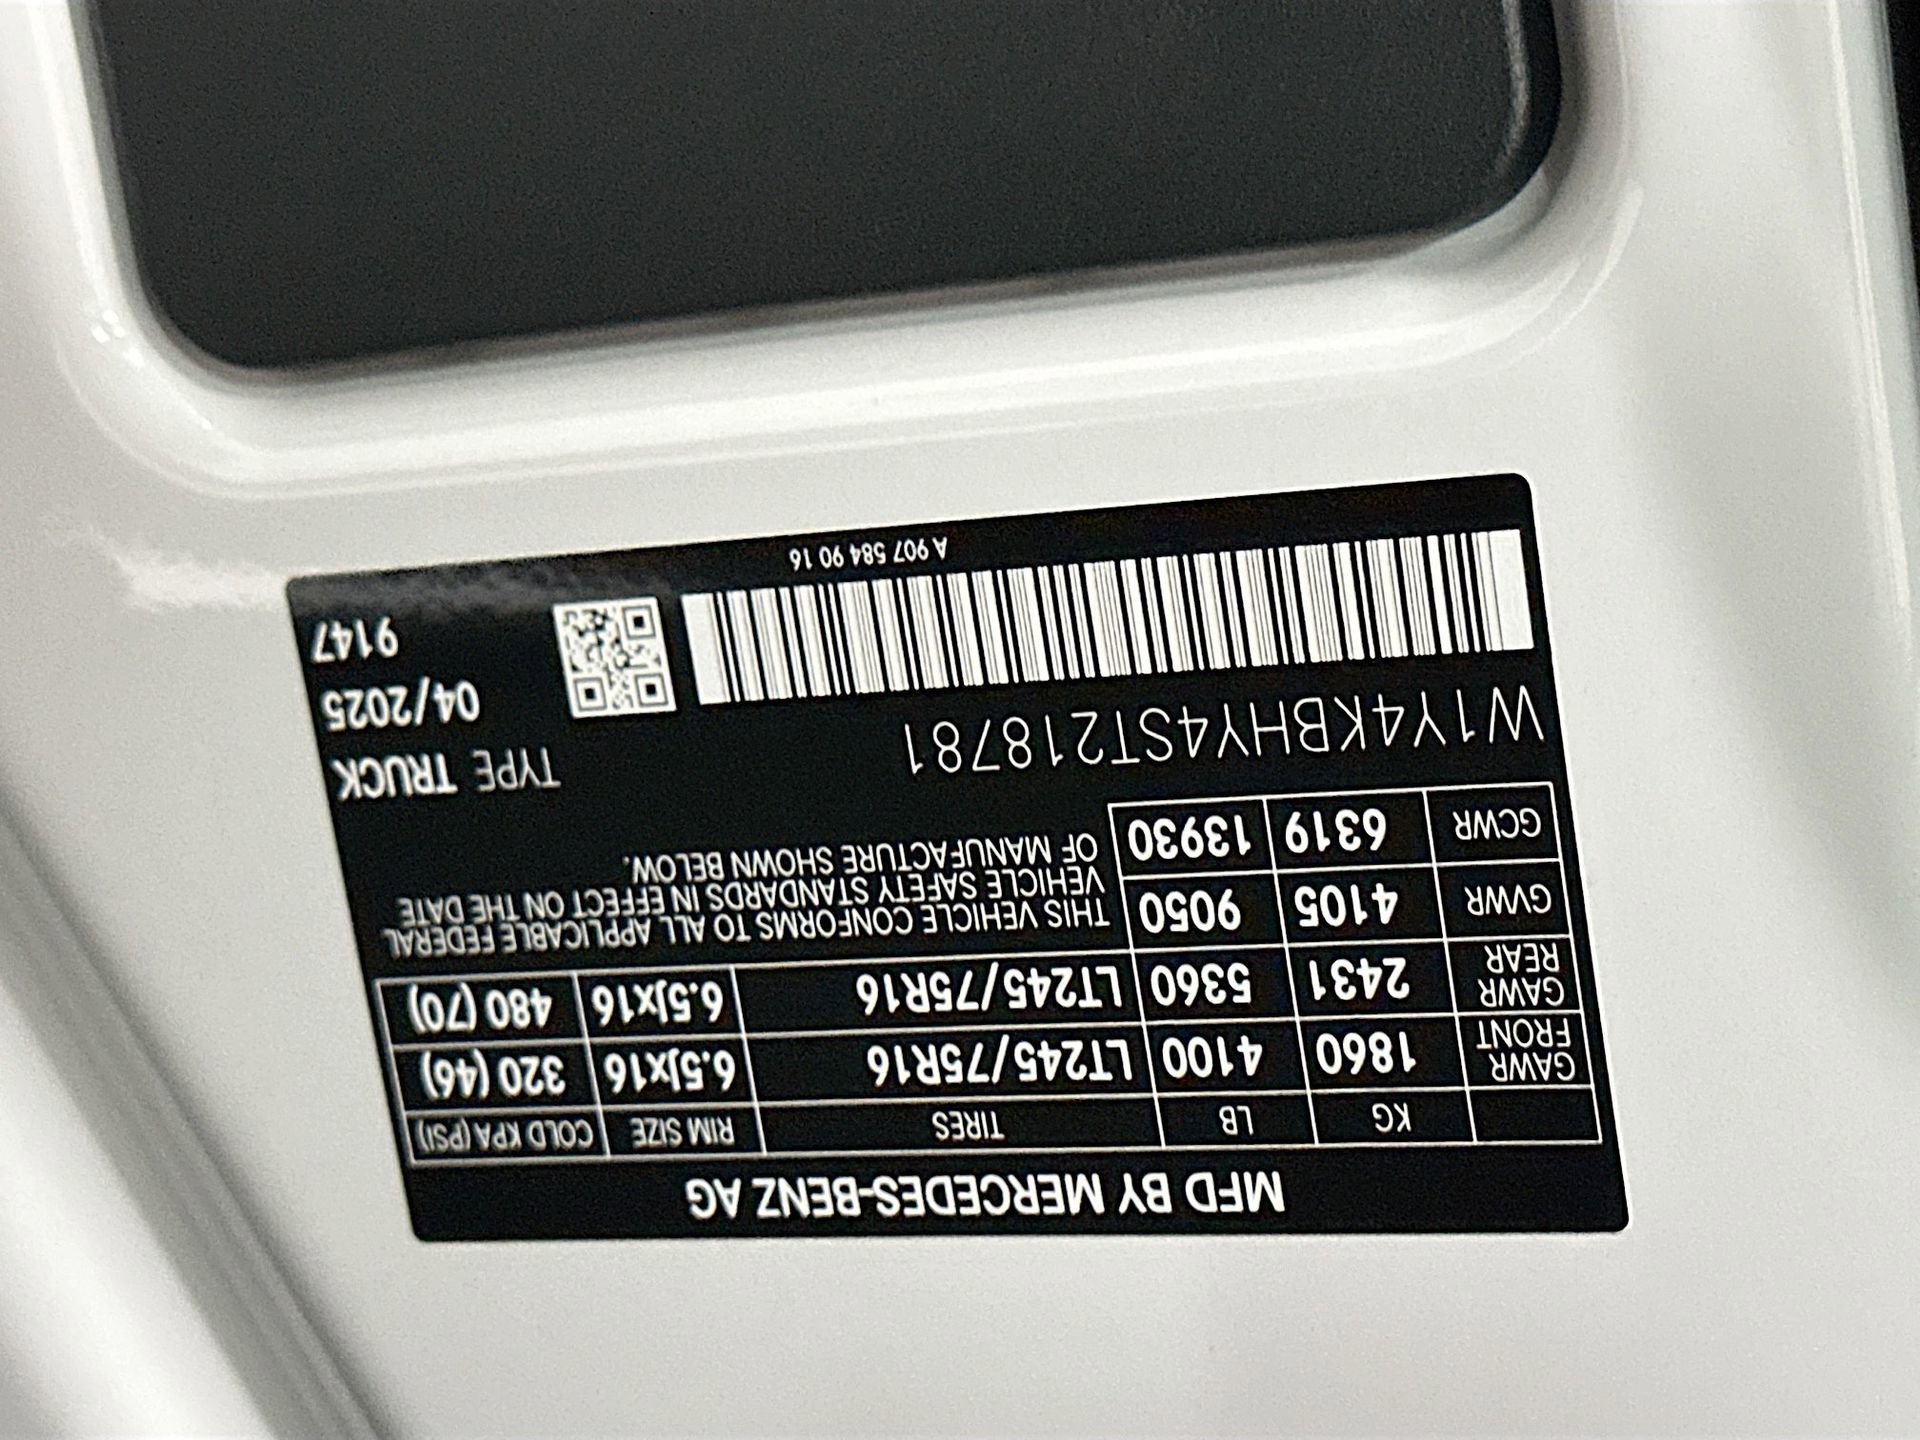 MFD BY MERCEDES-BENZ AG
KG LB TIRES RIM SIZE COLD KPA (PSI)
GAWR FRONT 1860 4100 LT245/75R16 6.5Jx16 320 (46)
GAWR REAR 2431 5360 LT245/75R16 6.5Jx16 480 (70)
GVWR 4105 9050
GCWR 6319 13930
THIS VEHICLE CONFORMS TO ALL APPLICABLE FEDERAL
VEHICLE SAFETY STANDARDS IN EFFECT ON THE DATE
OF MANUFACTURE SHOWN BELOW.
W1Y4KBHY4ST218781
TYPE TRUCK
04/2025
9147
A 907 584 90 16